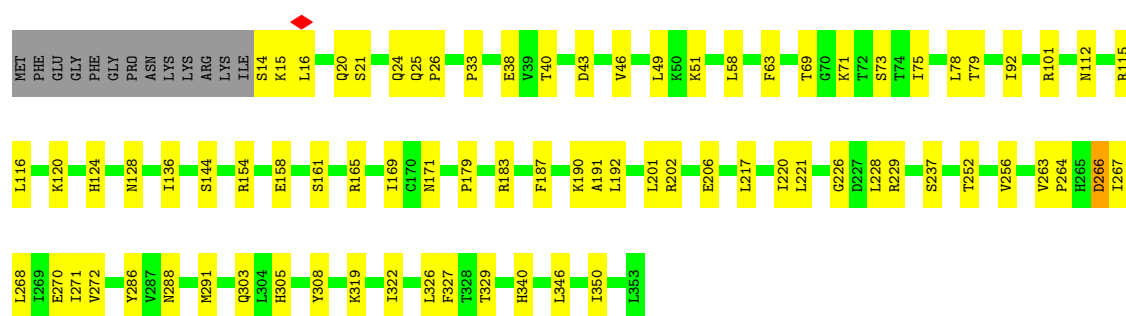 MET PHE GLU GLY PHE GLY PRO ASN LYS LYS ARG LYS ILE S14 K15 L16 Q20 S21 Q24 Q25 P26 P33 E38 V39 T40 D43 V46 L49 K50 K51 L58 F63 T69 G70 K71 T72 S73 T74 I75 L78 T79 I92 R101 N112 R115
L116 K120 H124 N128 I136 S144 R154 E158 S161 R165 I169 C170 N171 P179 R183 F187 K190 A191 L192 L201 R202 E206 L217 I220 L221 G226 D227 L228 R229 S237 T252 V256 V263 P264 H265 D266 I267
L268 I269 E270 I271 V272 Y286 V287 N288 M291 Q303 L304 H305 Y308 K319 I322 L326 F327 T328 T329 H340 L346 I350 L353